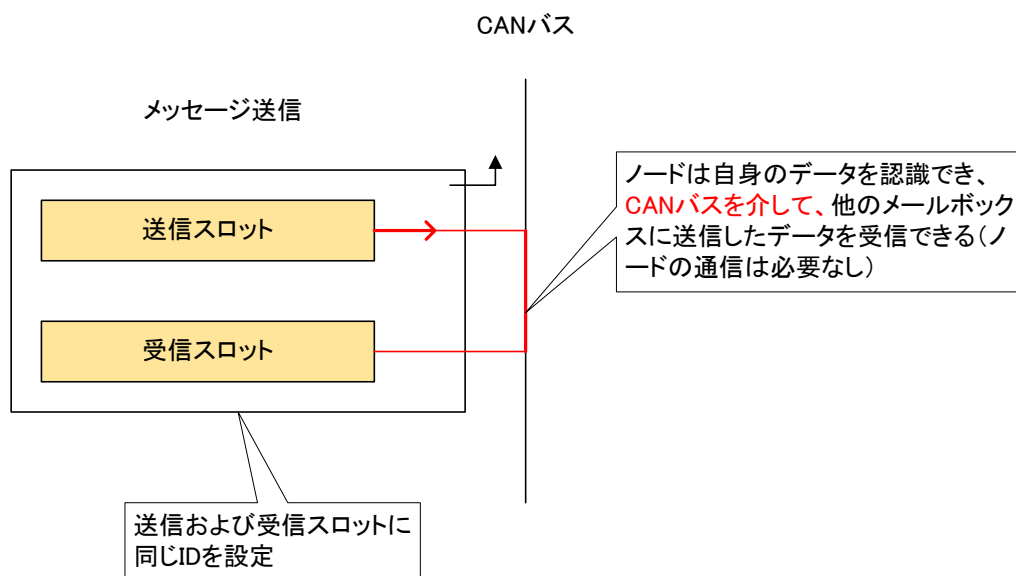 CANバス
メッセージ送信
送信スロット
受信スロット
ノードは自身のデータを認識でき、
CANバスを介して、他のメールボック
スに送信したデータを受信できる(ノ
ードの通信は必要なし)
送信および受信スロットに
同じIDを設定